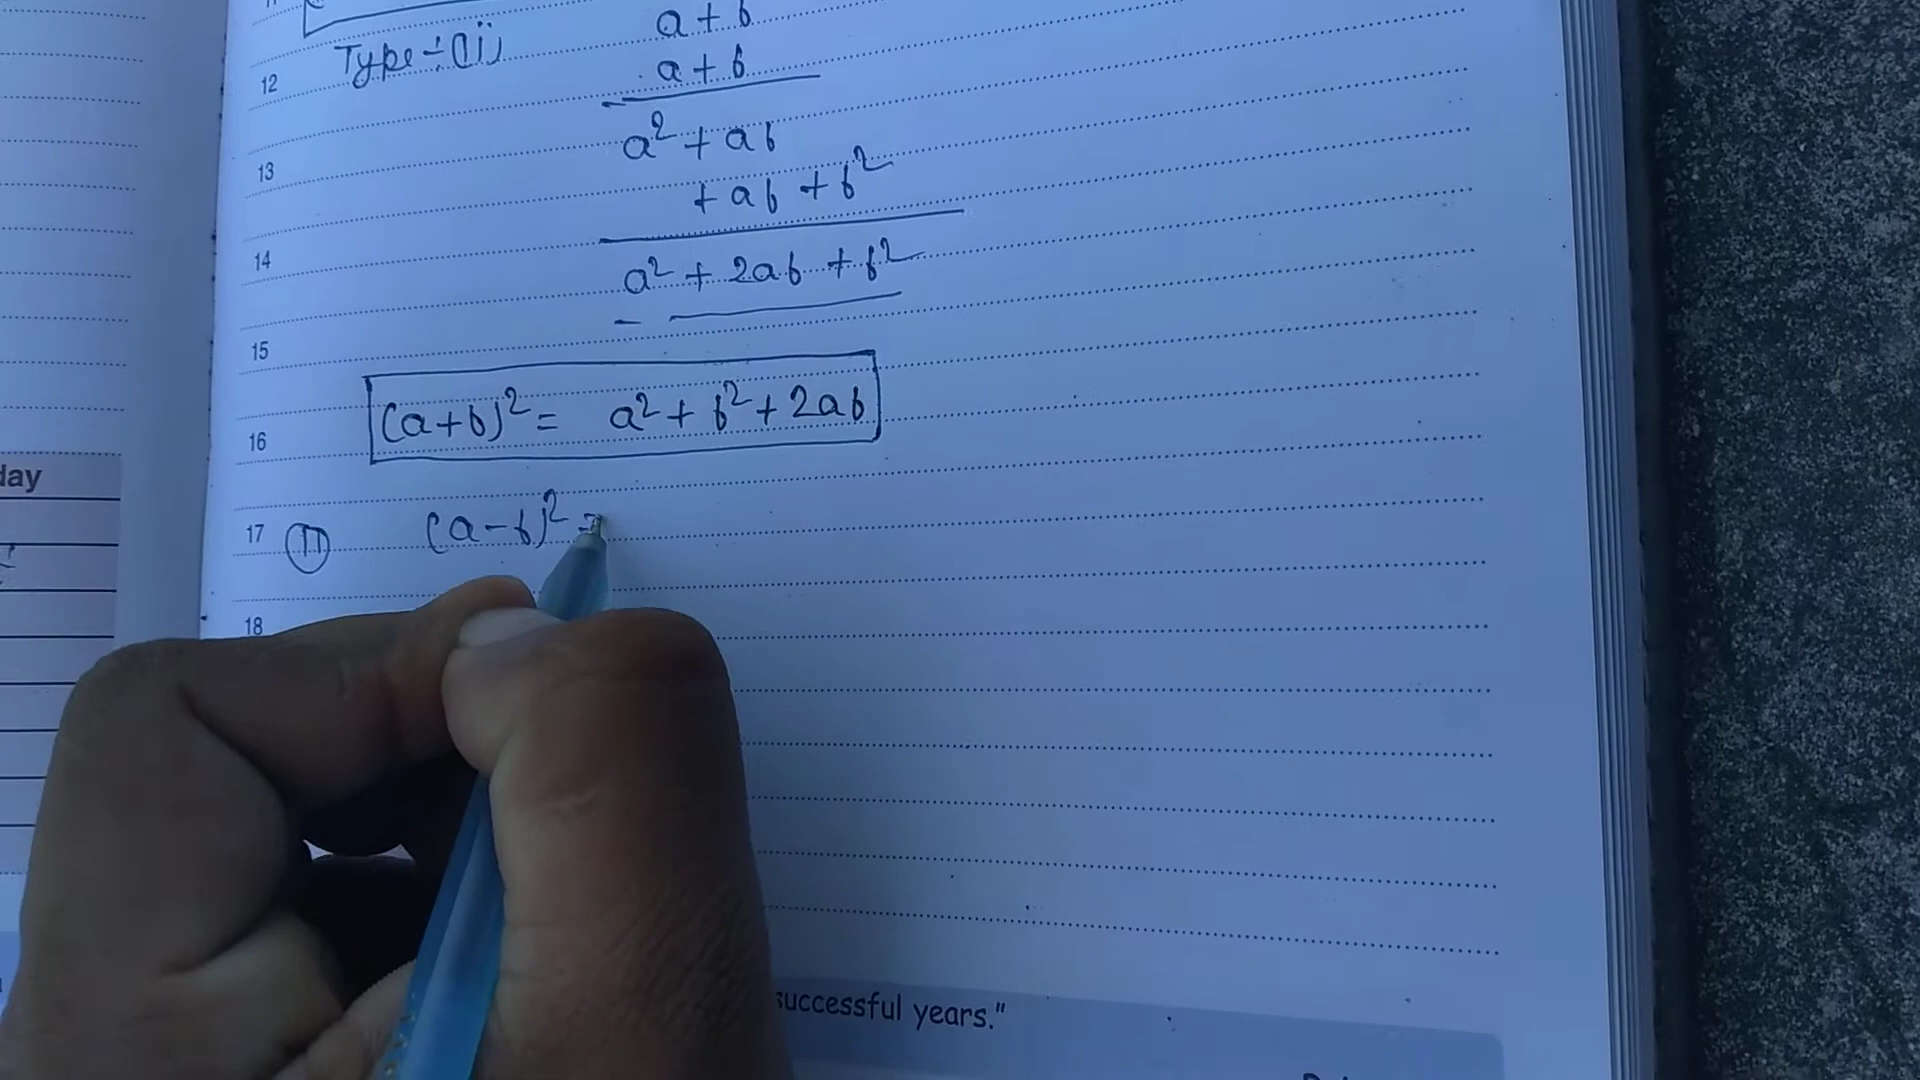 a + b
12 Type÷(ii)
a + b
a² + ab
13
+ ab + b²
14 a² + 2ab + b²
15
(a+b)² = a² + b² + 2ab
16
day
17 (II) (a-b)² =
18
successful years."